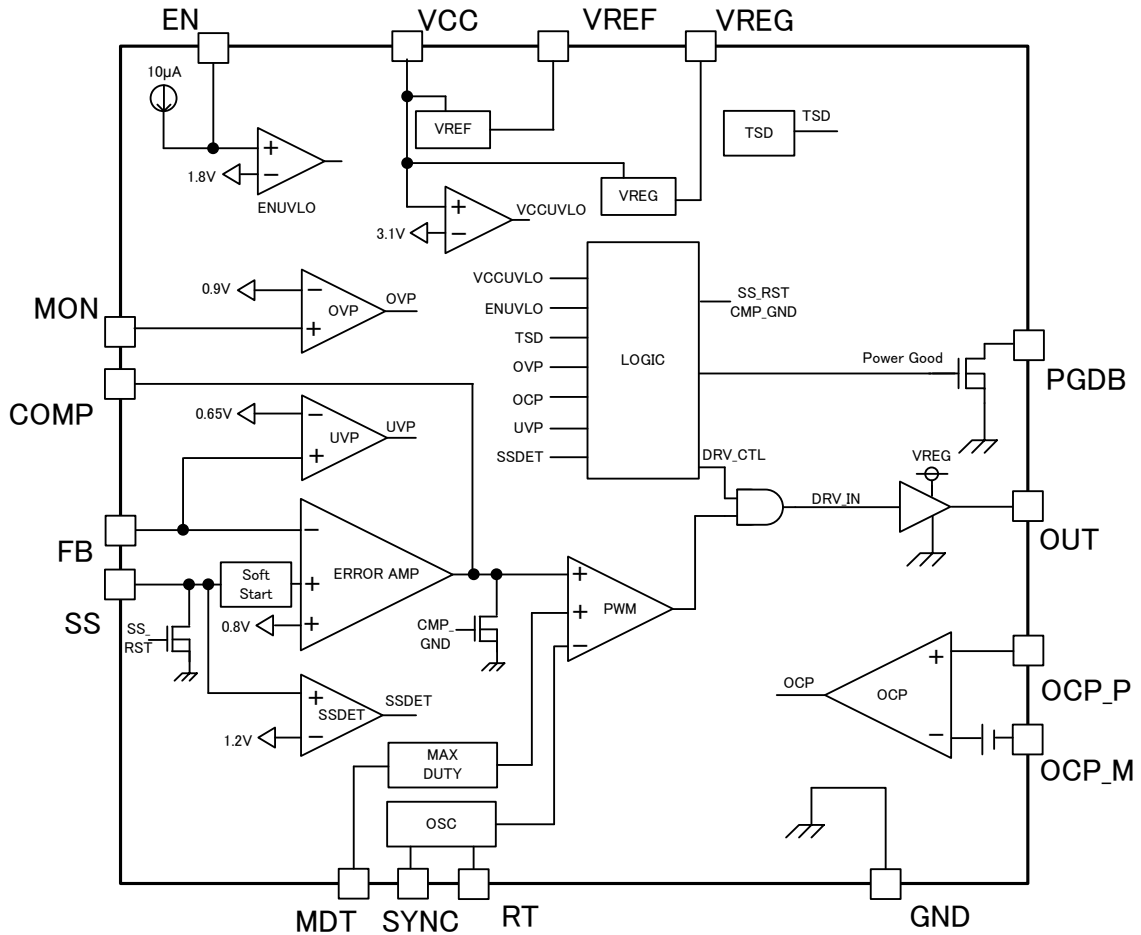 EN
VCC
VREF
VREG
10μA
VREF
TSD
TSD
+
−
1.8V
ENUVLO
VREG
+
−
VCCUVLO
3.1V
MON
0.9V
−
+
OVP
OVP
VCCUVLO
ENUVLO
TSD
OVP
OCP
UVP
SSDET
LOGIC
SS_RST
CMP_GND
Power Good
PGDB
COMP
0.65V
−
+
UVP
UVP
DRV_CTL
VREG
DRV_IN
OUT
FB
−
+
+
ERROR AMP
Soft
Start
SS
SS_
RST
0.8V
CMP_
GND
+
+
−
PWM
+
−
SSDET
SSDET
1.2V
OCP
OCP
+
−
OCP_P
OCP_M
MAX
DUTY
OSC
MDT
SYNC
RT
GND